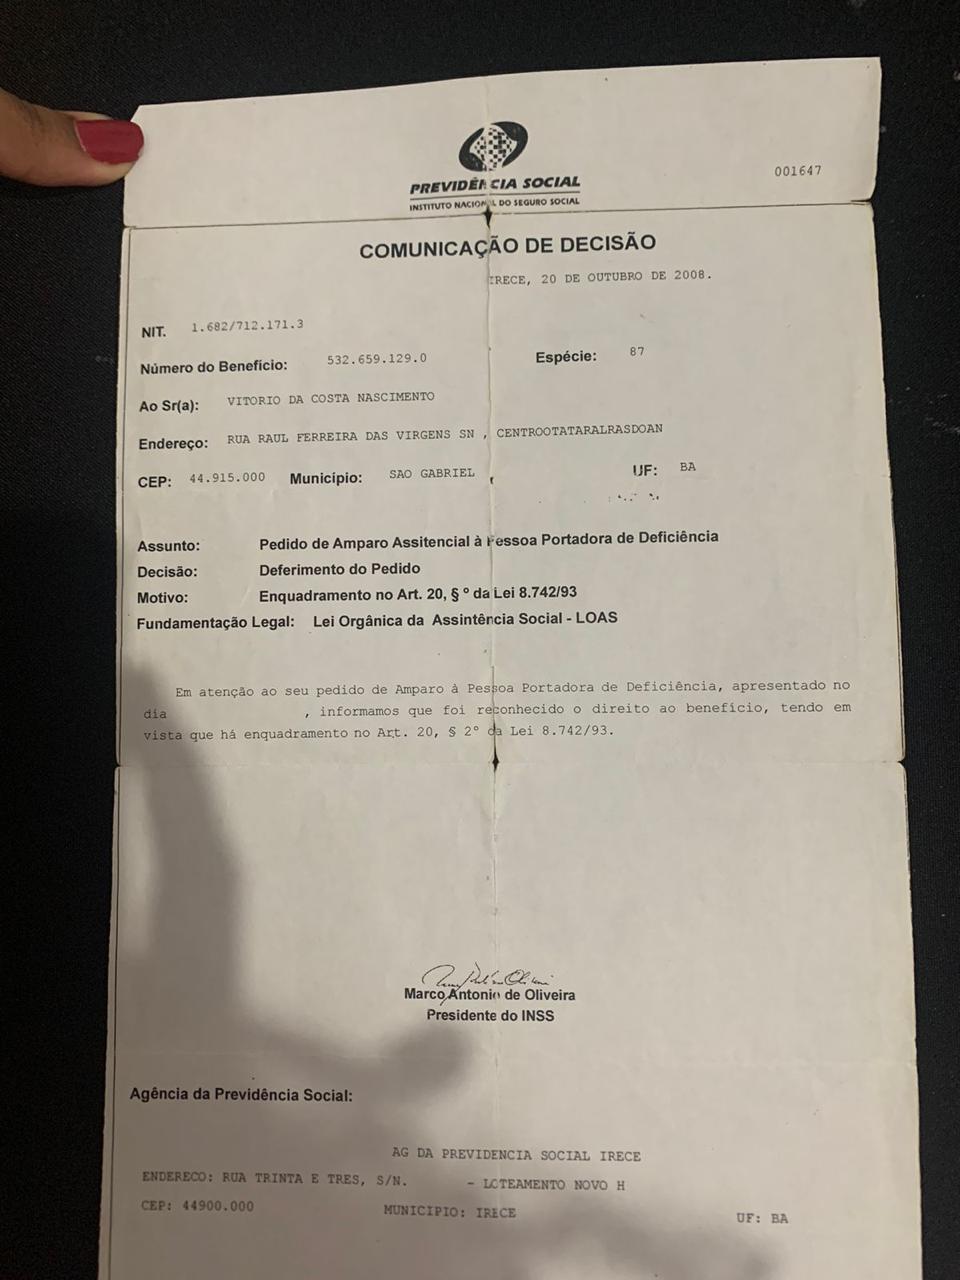 PREVIDÊNCIA SOCIAL
INSTITUTO NACIONAL DO SEGURO SOCIAL
001647
COMUNICAÇÃO DE DECISÃO
IRECE, 20 DE OUTUBRO DE 2008.
NIT. 1.682/712.171.3
Número do Benefício: 532.659.129.0 Espécie: 87
Ao Sr(a): VITORIO DA COSTA NASCIMENTO
Endereço: RUA RAUL FERREIRA DAS VIRGENS SN , CENTROOTATARALRASDOAN
CEP: 44.915.000 Município: SAO GABRIEL UF: BA
Assunto: Pedido de Amparo Assitencial à Pessoa Portadora de Deficiência
Decisão: Deferimento do Pedido
Motivo: Enquadramento no Art. 20, § º da Lei 8.742/93
Fundamentação Legal: Lei Orgânica da Assintência Social - LOAS
Em atenção ao seu pedido de Amparo à Pessoa Portadora de Deficiência, apresentado no
dia , informamos que foi reconhecido o direito ao benefício, tendo em
vista que há enquadramento no Art. 20, § 2º da Lei 8.742/93.
Marco Antonio de Oliveira
Presidente do INSS
Agência da Previdência Social:
AG DA PREVIDENCIA SOCIAL IRECE
ENDERECO: RUA TRINTA E TRES, S/N. - LOTEAMENTO NOVO H
CEP: 44900.000 MUNICIPIO: IRECE UF: BA